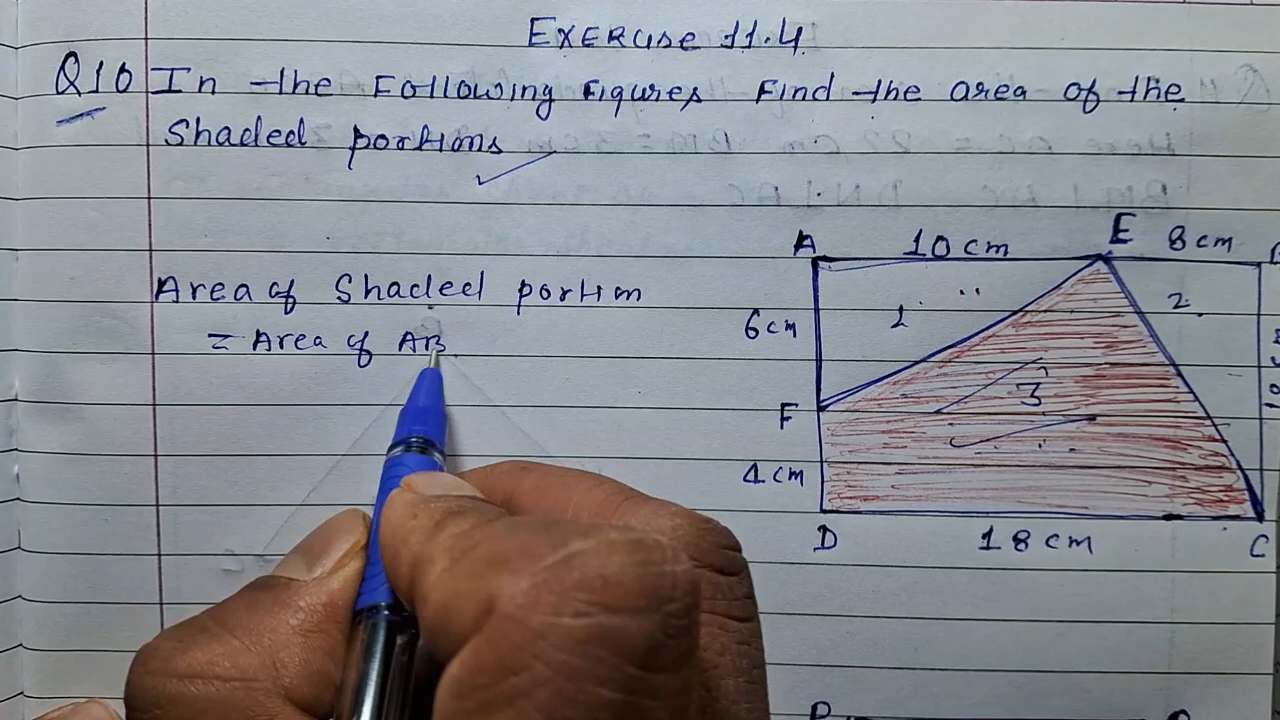 Exercise 11.4
Q10 In the Following Figures Find the area of the
Shaded portions
A 10 cm E 8 cm
Area of Shaded portion
1 2
= Area of AB
6 cm
3
F
4 cm
D 18 cm C